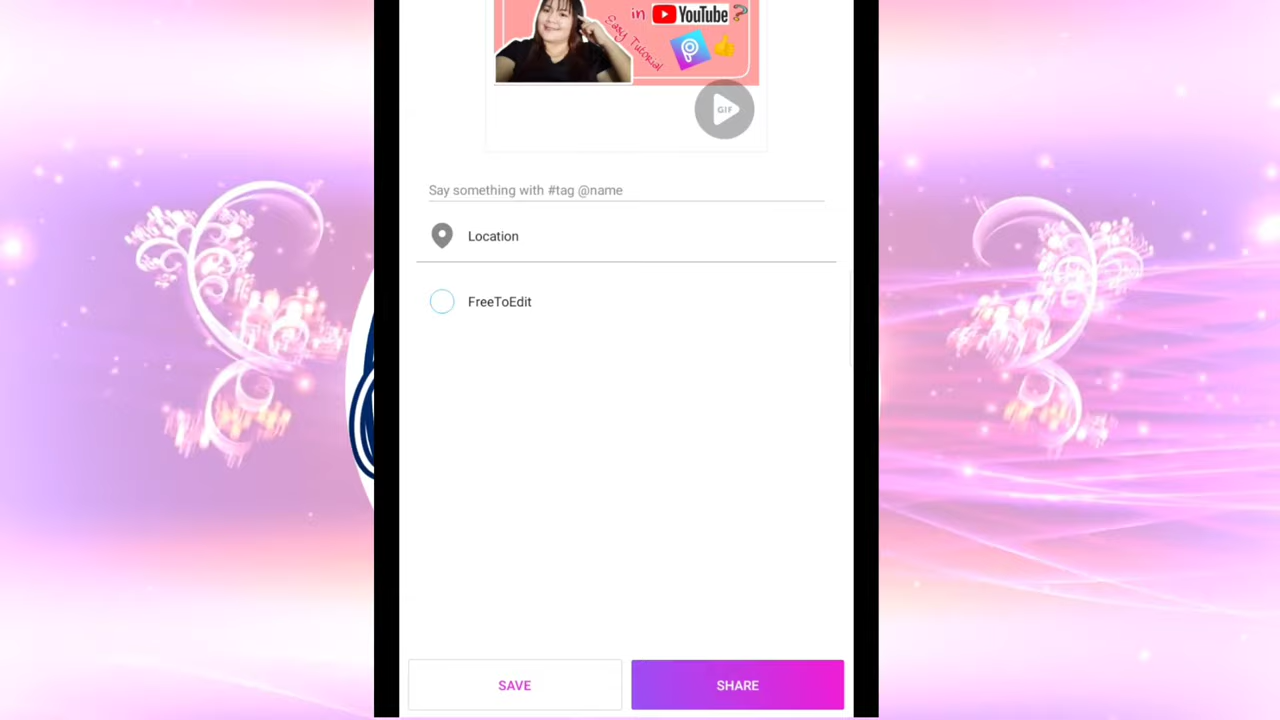 in YouTube ?
Easy Tutorial
P
GIF
Say something with #tag @name
Location
FreeToEdit
SAVE
SHARE